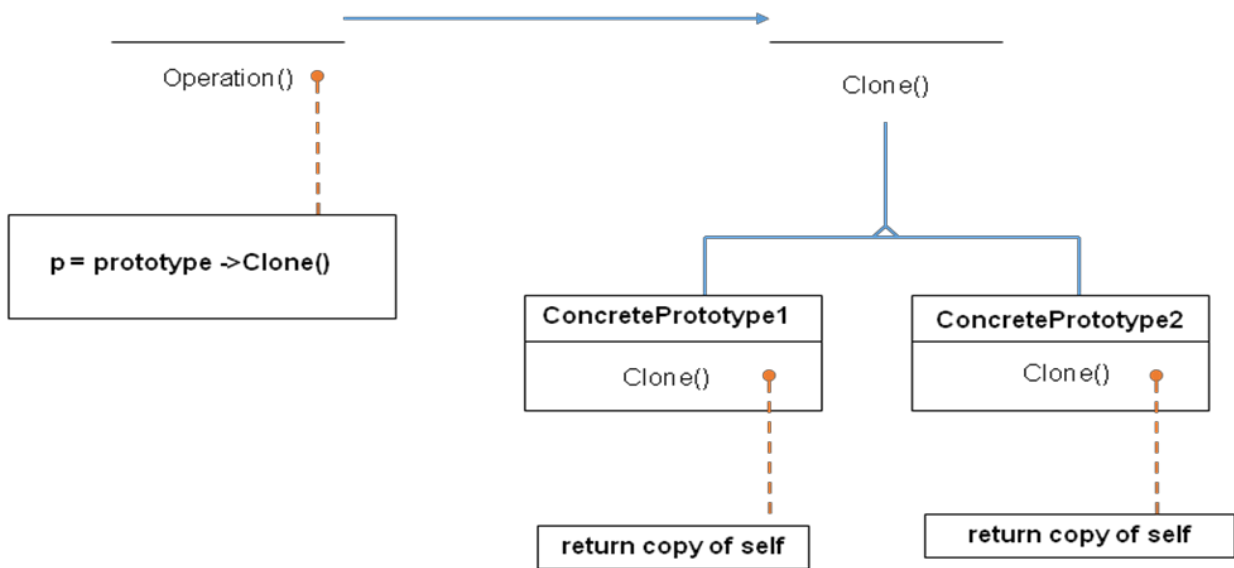 Operation()
Clone()
p = prototype ->Clone()
ConcretePrototype1
ConcretePrototype2
Clone()
Clone()
return copy of self
return copy of self